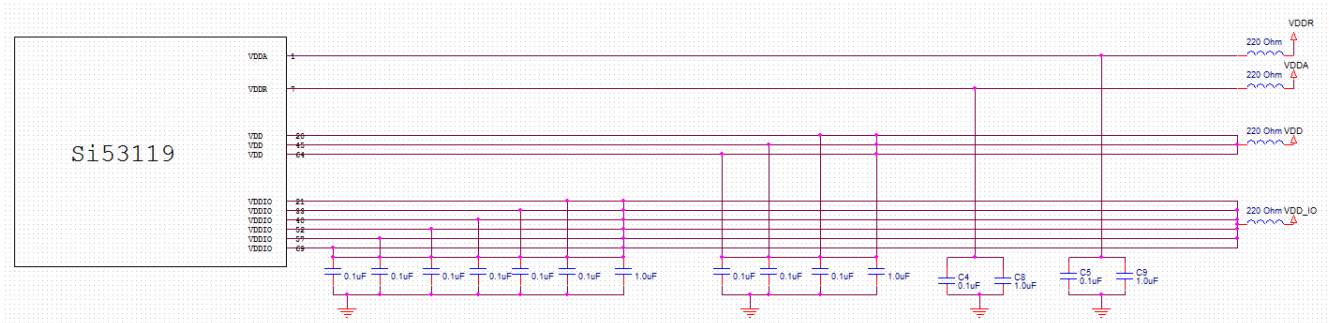 VDDR
220 Ohm
VDDA 1
VDDA
220 Ohm
VDDR 7
220 Ohm VDD
VDD 26
VDD 45
VDD 64
Si53119
VDDIO 21
VDDIO 33
VDDIO 40
VDDIO 52
VDDIO 57
VDDIO 69
220 Ohm VDD_IO
0.1uF 0.1uF 0.1uF 0.1uF 0.1uF 0.1uF 1.0uF 0.1uF 0.1uF 0.1uF 1.0uF
C4 C8 C5 C9
0.1uF 1.0uF 0.1uF 1.0uF